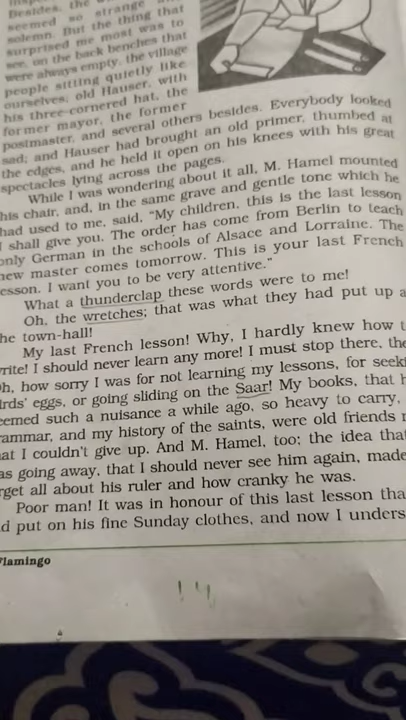 Besides, the
seemed so strange and
solemn. But the thing that
surprised me most was to
see, on the back benches that
were always empty, the village
people sitting quietly like
ourselves; old Hauser, with
his three-cornered hat, the
former mayor, the former
postmaster, and several others besides. Everybody looked
sad; and Hauser had brought an old primer, thumbed at
the edges, and he held it open on his knees with his great
spectacles lying across the pages.
While I was wondering about it all, M. Hamel mounted
his chair, and, in the same grave and gentle tone which he
had used to me, said, "My children, this is the last lesson
I shall give you. The order has come from Berlin to teach
only German in the schools of Alsace and Lorraine. The
new master comes tomorrow. This is your last French
esson. I want you to be very attentive."
What a thunderclap these words were to me!
Oh, the wretches; that was what they had put up a
he town-hall!
My last French lesson! Why, I hardly knew how t
rite! I should never learn any more! I must stop there, the
h, how sorry I was for not learning my lessons, for seeki
irds' eggs, or going sliding on the Saar! My books, that h
eemed such a nuisance a while ago, so heavy to carry,
rammar, and my history of the saints, were old friends n
at I couldn't give up. And M. Hamel, too; the idea that
as going away, that I should never see him again, made
rget all about his ruler and how cranky he was.
Poor man! It was in honour of this last lesson tha
d put on his fine Sunday clothes, and now I unders
Flamingo